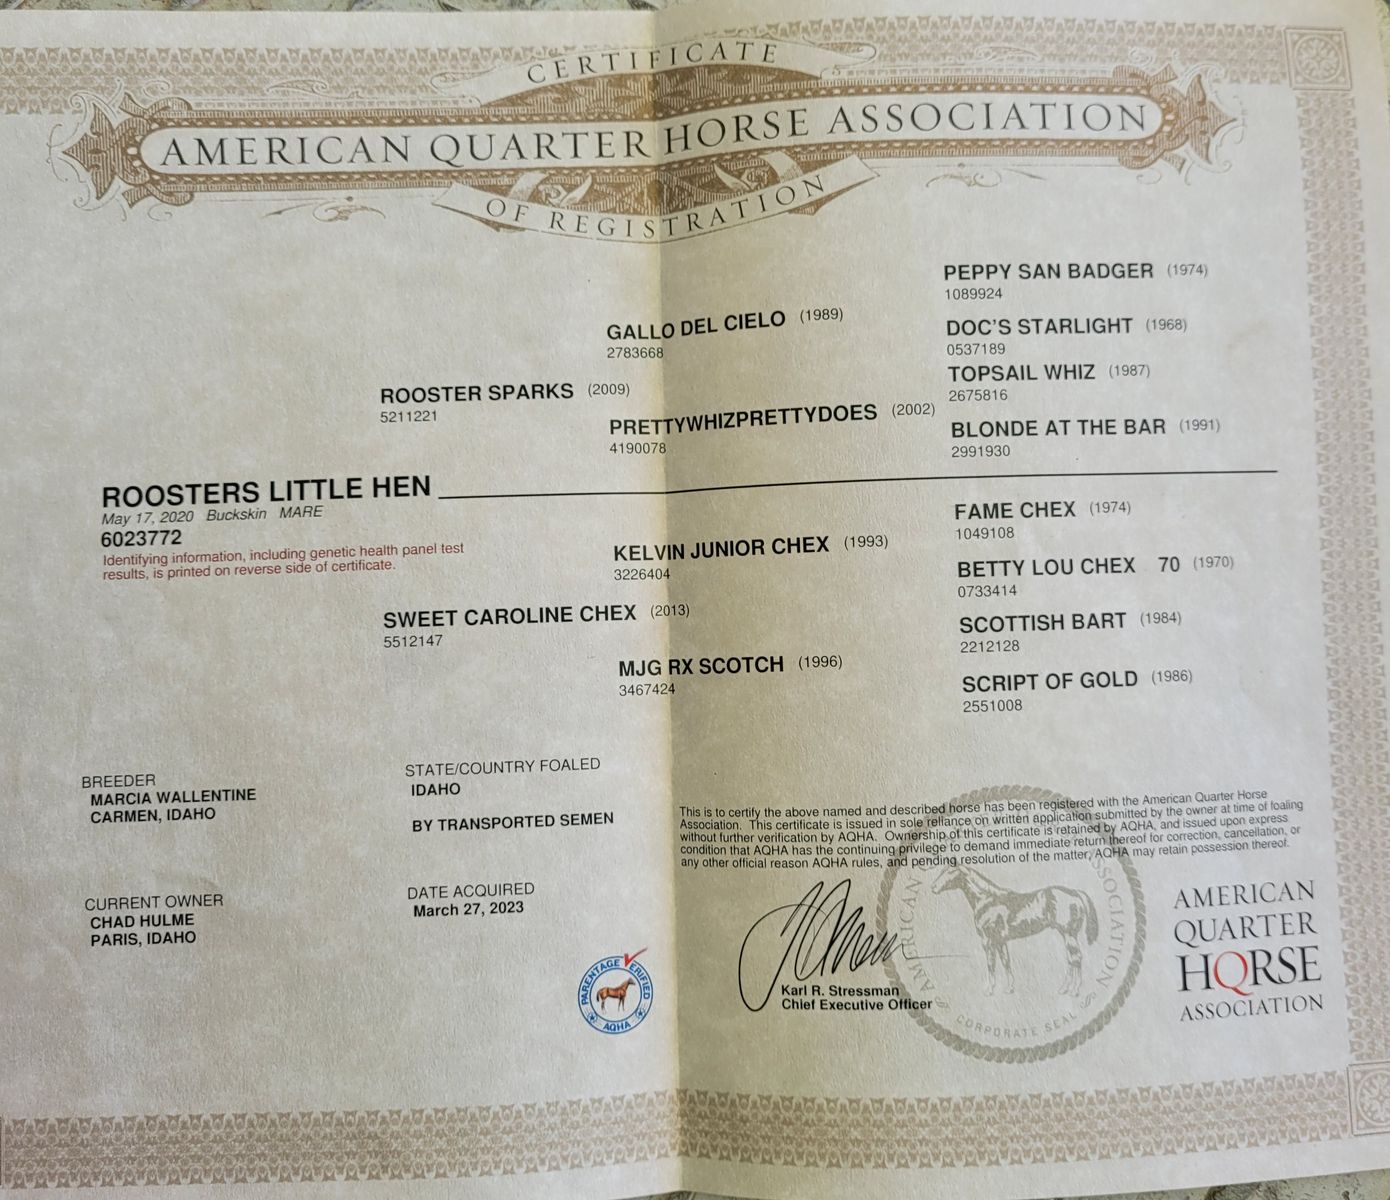 CERTIFICATE
AMERICAN QUARTER HORSE ASSOCIATION
OF REGISTRATION
PEPPY SAN BADGER (1974)
1089924
GALLO DEL CIELO (1989)
2783668
DOC'S STARLIGHT (1968)
0537189
ROOSTER SPARKS (2009)
5211221
TOPSAIL WHIZ (1987)
2675816
PRETTYWHIZPRETTYDOES (2002)
4190078
BLONDE AT THE BAR (1991)
2991930
ROOSTERS LITTLE HEN
May 17, 2020 Buckskin MARE
6023772
Identifying information, including genetic health panel test
results, is printed on reverse side of certificate.
FAME CHEX (1974)
1049108
KELVIN JUNIOR CHEX (1993)
3226404
BETTY LOU CHEX 70 (1970)
0733414
SWEET CAROLINE CHEX (2013)
5512147
SCOTTISH BART (1984)
2212128
MJG RX SCOTCH (1996)
3467424
SCRIPT OF GOLD (1986)
2551008
BREEDER
MARCIA WALLENTINE
CARMEN, IDAHO
STATE/COUNTRY FOALED
IDAHO
BY TRANSPORTED SEMEN
CURRENT OWNER
CHAD HULME
PARIS, IDAHO
DATE ACQUIRED
March 27, 2023
This is to certify the above named and described horse has been registered with the American Quarter Horse
Association. This certificate is issued in sole reliance on written application submitted by the owner at time of foaling
without further verification by AQHA. Ownership of this certificate is retained by AQHA, and issued upon express
condition that AQHA has the continuing privilege to demand immediate return thereof for correction, cancellation, or
any other official reason AQHA rules, and pending resolution of the matter, AQHA may retain possession thereof.
PARENTAGE VERIFIED
AQHA
Karl R. Stressman
Chief Executive Officer
AMERICAN ASSOCIATION
CORPORATE SEAL
AMERICAN
QUARTER
HORSE
ASSOCIATION